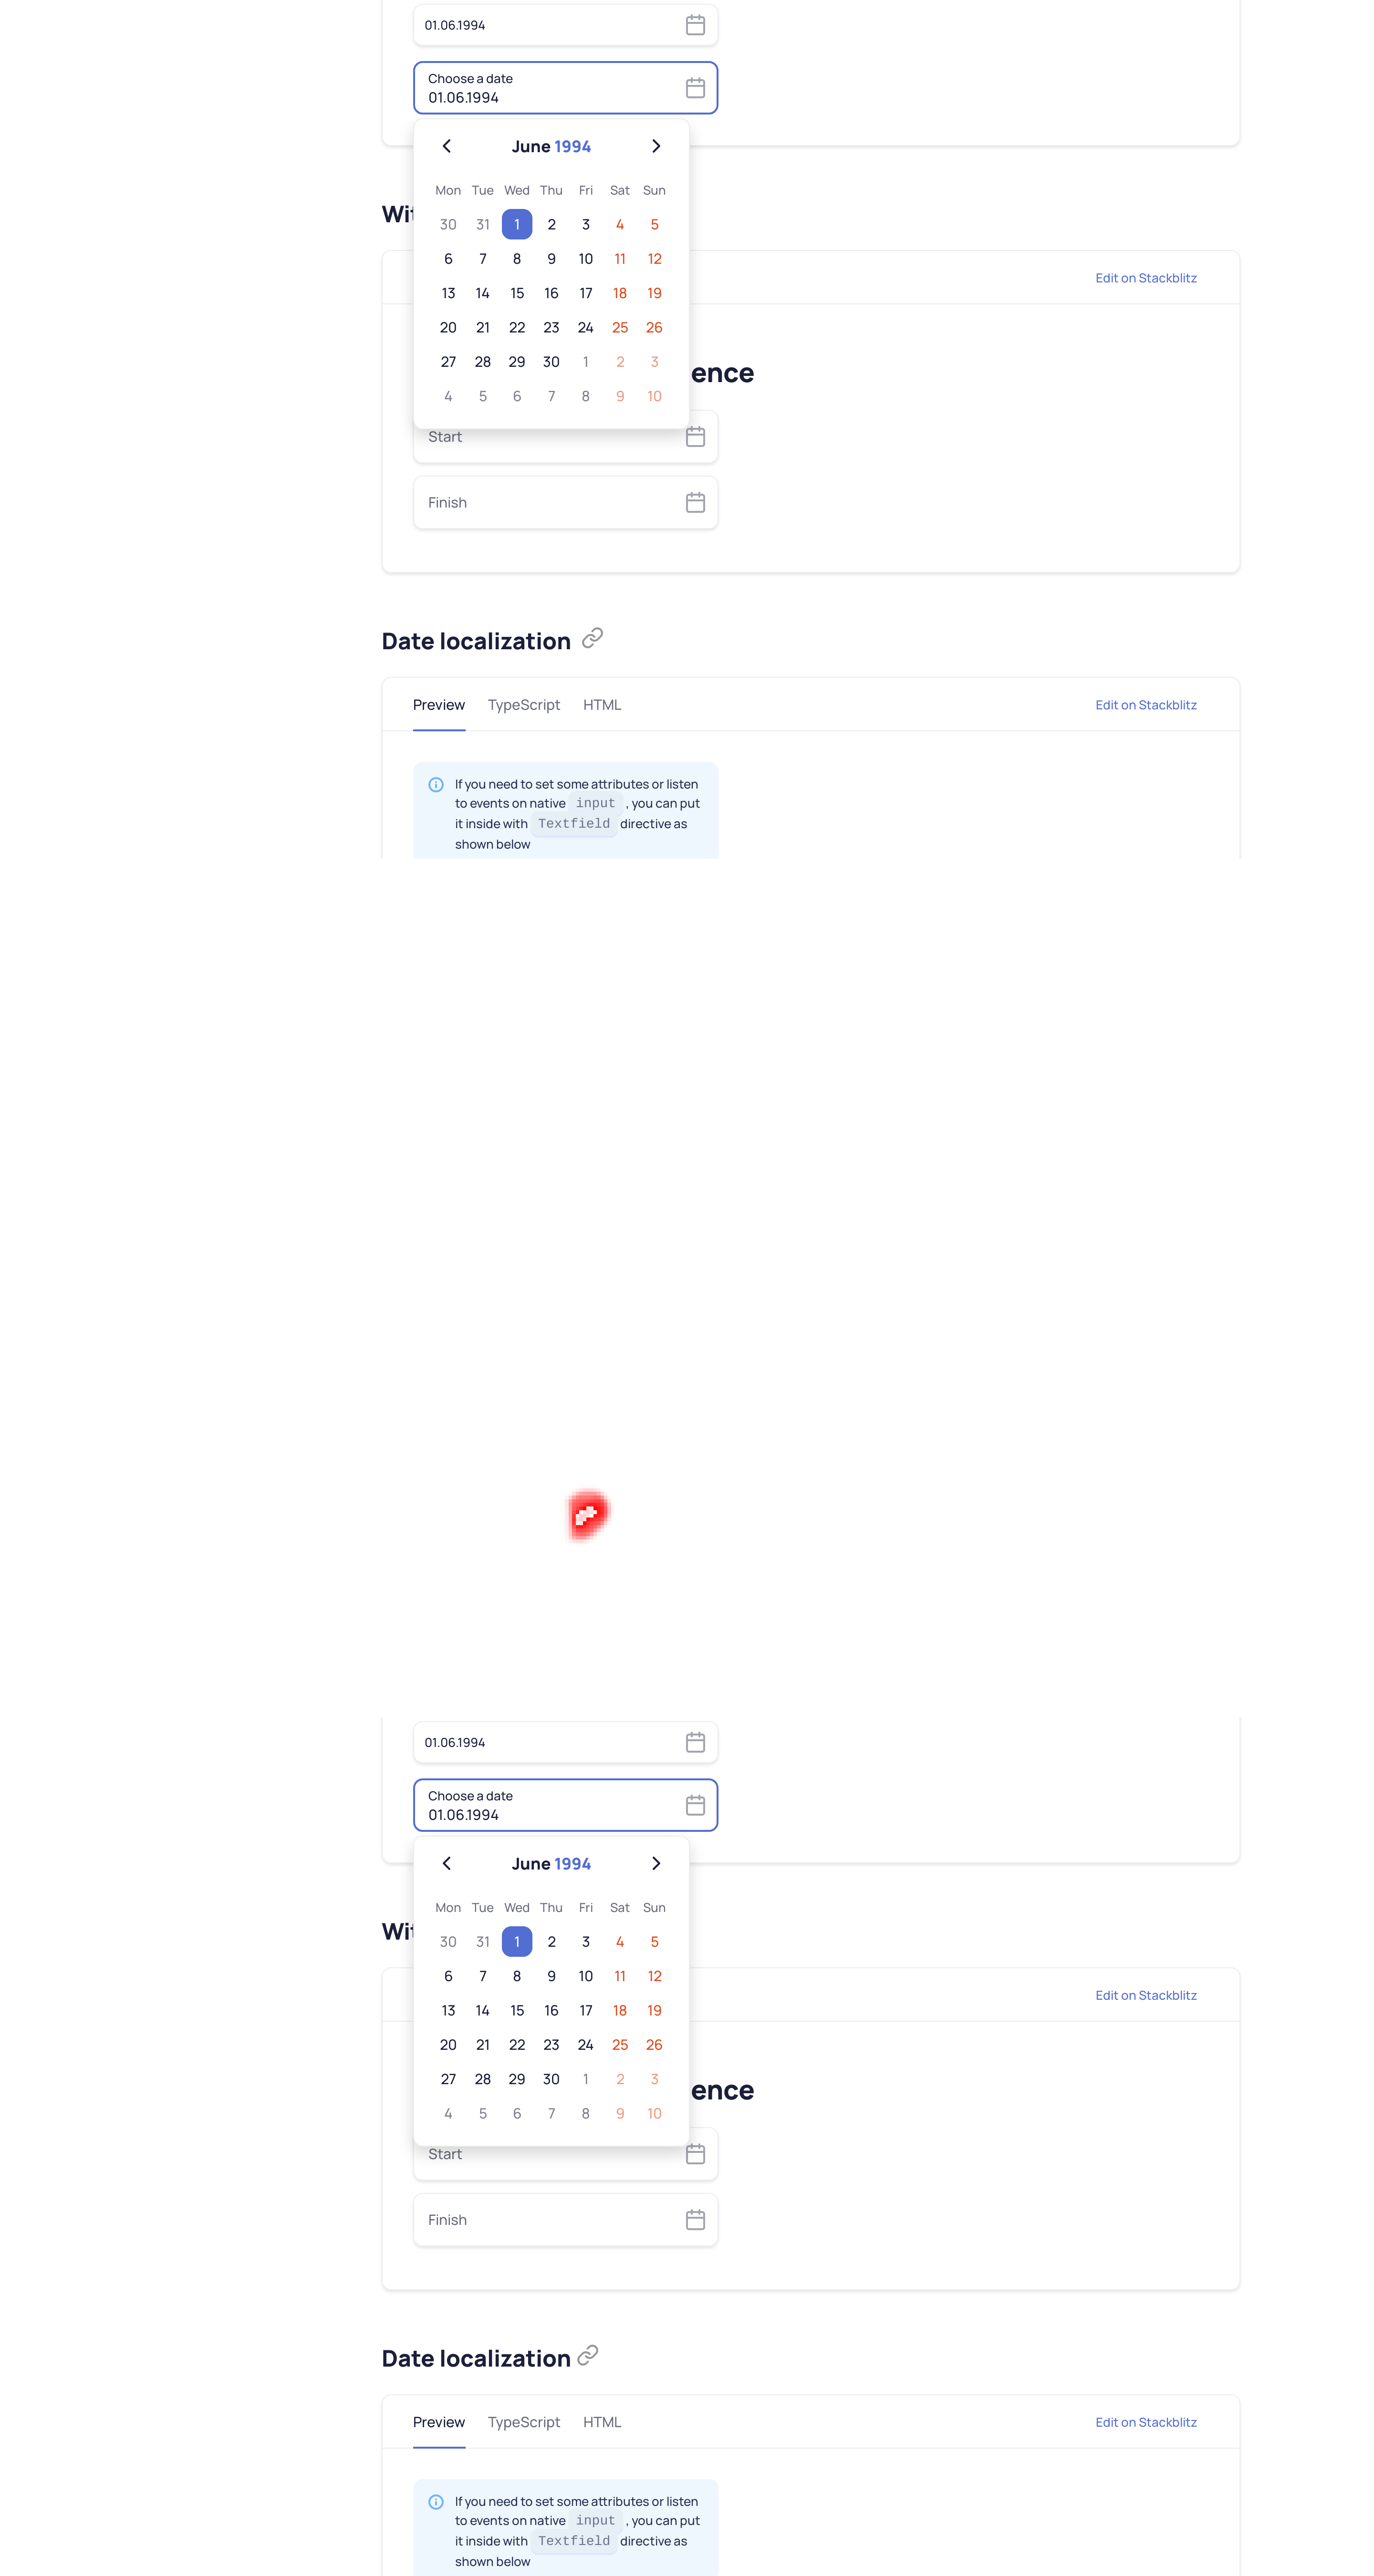 01.06.1994
Choose a date
01.06.1994
June 1994
Mon Tue Wed Thu Fri Sat Sun
30 31 1 2 3 4 5
6 7 8 9 10 11 12
13 14 15 16 17 18 19
20 21 22 23 24 25 26
27 28 29 30 1 2 3
4 5 6 7 8 9 10
Wit
Edit on Stackblitz
ence
Start
Finish
Date localization
Preview TypeScript HTML Edit on Stackblitz
If you need to set some attributes or listen
to events on native input , you can put
it inside with Textfield directive as
shown below
01.06.1994
Choose a date
01.06.1994
June 1994
Mon Tue Wed Thu Fri Sat Sun
30 31 1 2 3 4 5
6 7 8 9 10 11 12
13 14 15 16 17 18 19
20 21 22 23 24 25 26
27 28 29 30 1 2 3
4 5 6 7 8 9 10
Wit
Edit on Stackblitz
ence
Start
Finish
Date localization
Preview TypeScript HTML Edit on Stackblitz
If you need to set some attributes or listen
to events on native input , you can put
it inside with Textfield directive as
shown below